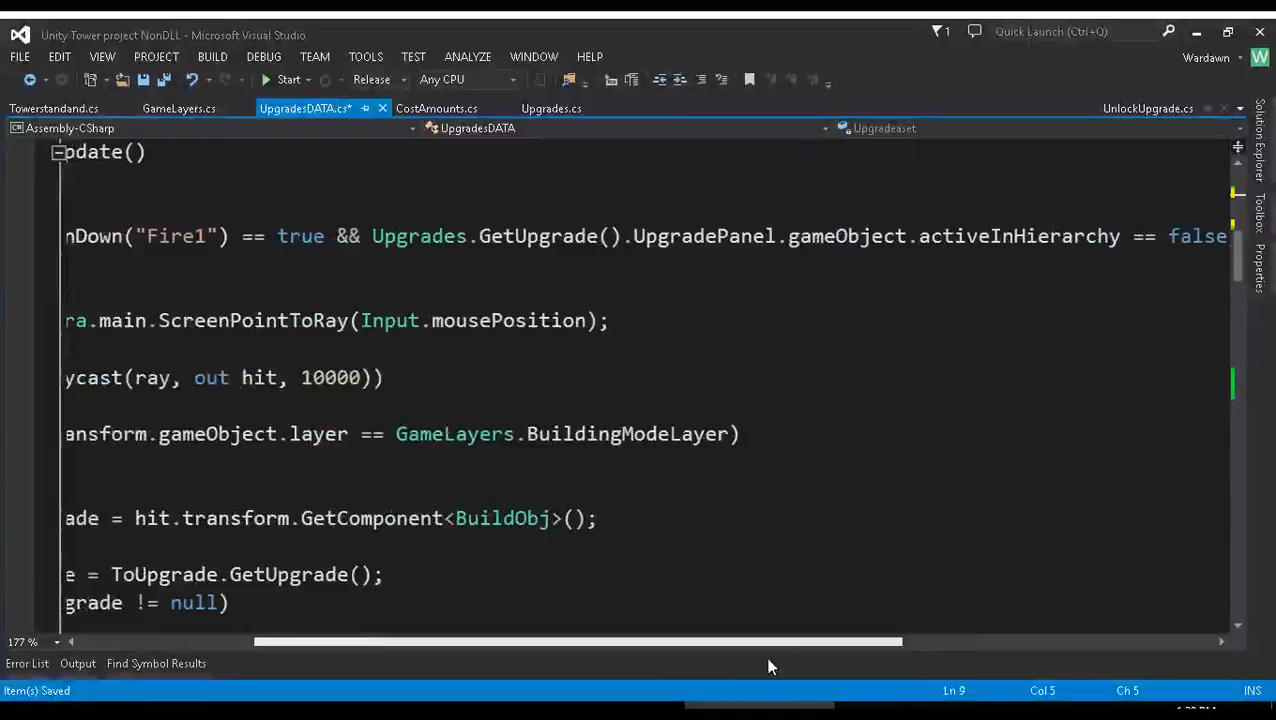 Unity Tower project NonDLL - Microsoft Visual Studio
1
Quick Launch (Ctrl+Q)
FILE EDIT VIEW PROJECT BUILD DEBUG TEAM TOOLS TEST ANALYZE WINDOW HELP
Wardawn W
Start Release Any CPU
Towerstandand.cs GameLayers.cs UpgradesDATA.cs* CostAmounts.cs Upgrades.cs UnlockUpgrade.cs
Assembly-CSharp UpgradesDATA Upgradeaset
pdate()
nDown("Fire1") == true && Upgrades.GetUpgrade().UpgradePanel.gameObject.activeInHierarchy == false
ra.main.ScreenPointToRay(Input.mousePosition);
ycast(ray, out hit, 10000))
ansform.gameObject.layer == GameLayers.BuildingModeLayer)
ade = hit.transform.GetComponent<BuildObj>();
e = ToUpgrade.GetUpgrade();
grade != null)
Solution Explorer
Toolbox
Properties
177 %
Error List Output Find Symbol Results
Item(s) Saved Ln 9 Col 5 Ch 5 INS